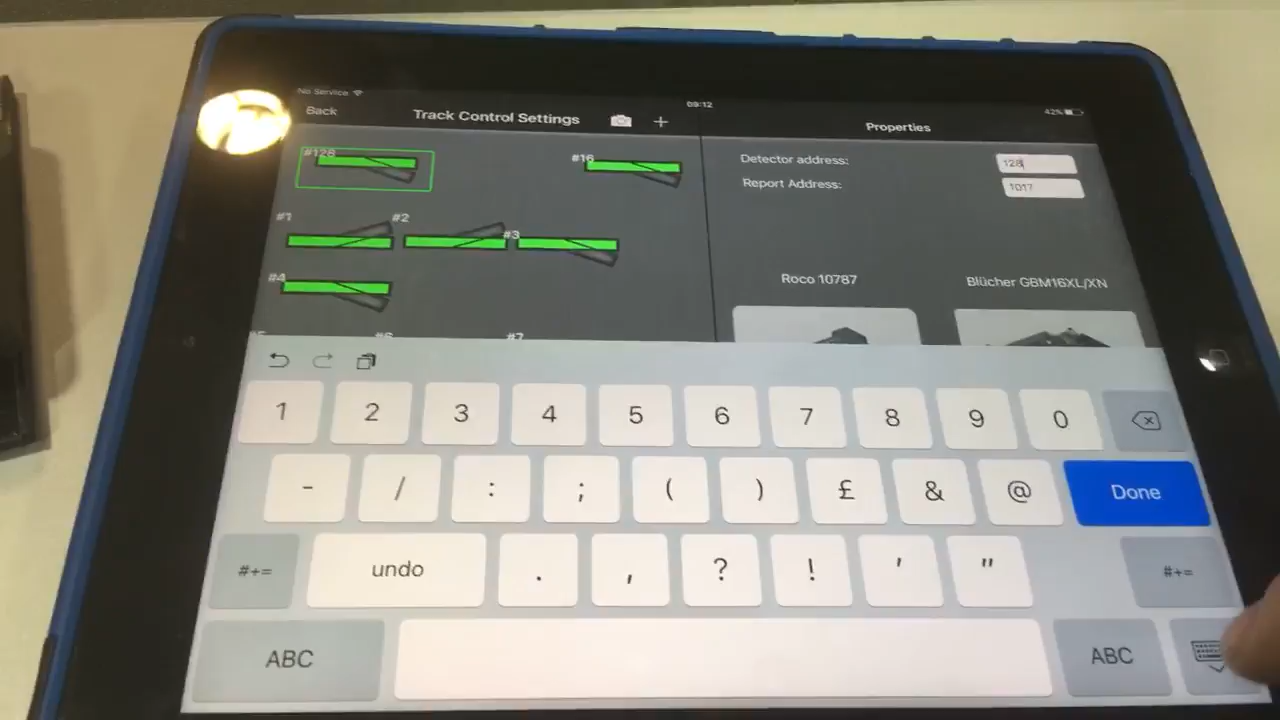 No Service
09:12
42%
Back
Track Control Settings
+
Properties
#128
#16
Detector address:
128
Report Address:
1017
#1
#2
#3
#4
Roco 10787
Blücher GBM16XL/XN
#7
1 2 3 4 5 6 7 8 9 0
- / : ; ( ) £ & @ Done
#+= undo . , ? ! ' " #+=
ABC ABC